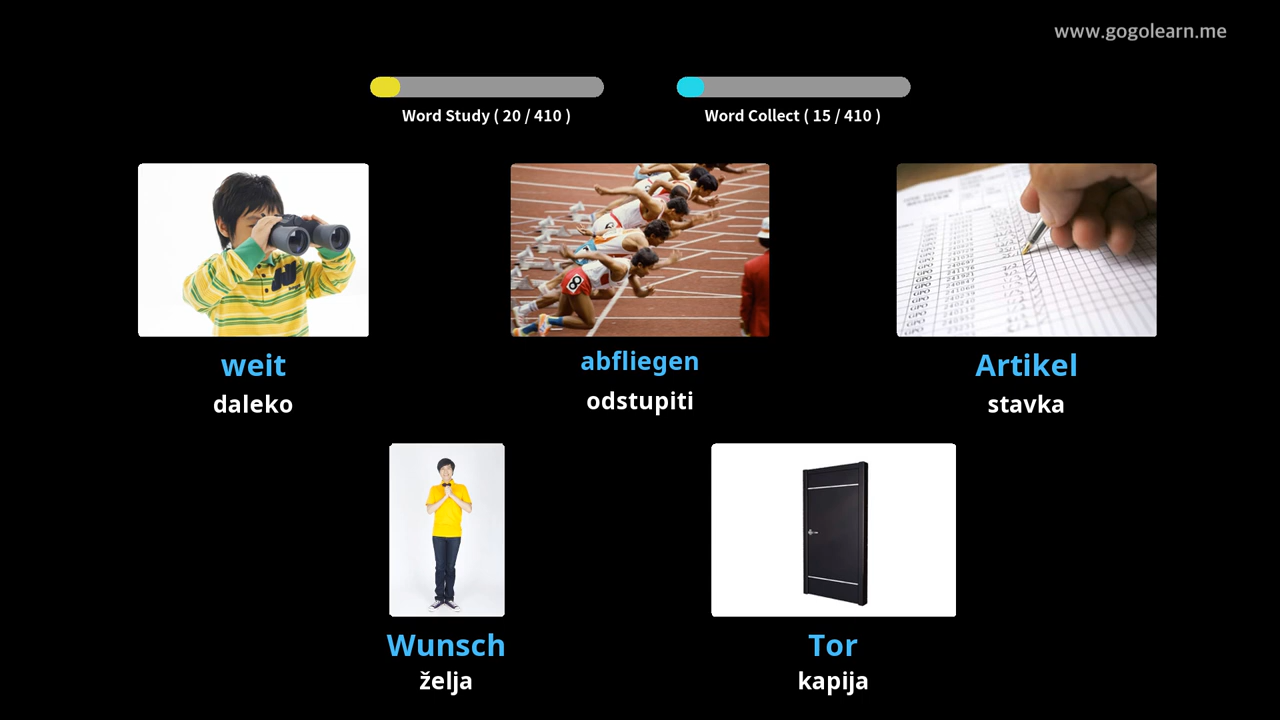 www.gogolearn.me
Word Study ( 20 / 410 )
Word Collect ( 15 / 410 )
weit
daleko
abfliegen
odstupiti
Artikel
stavka
Wunsch
želja
Tor
kapija